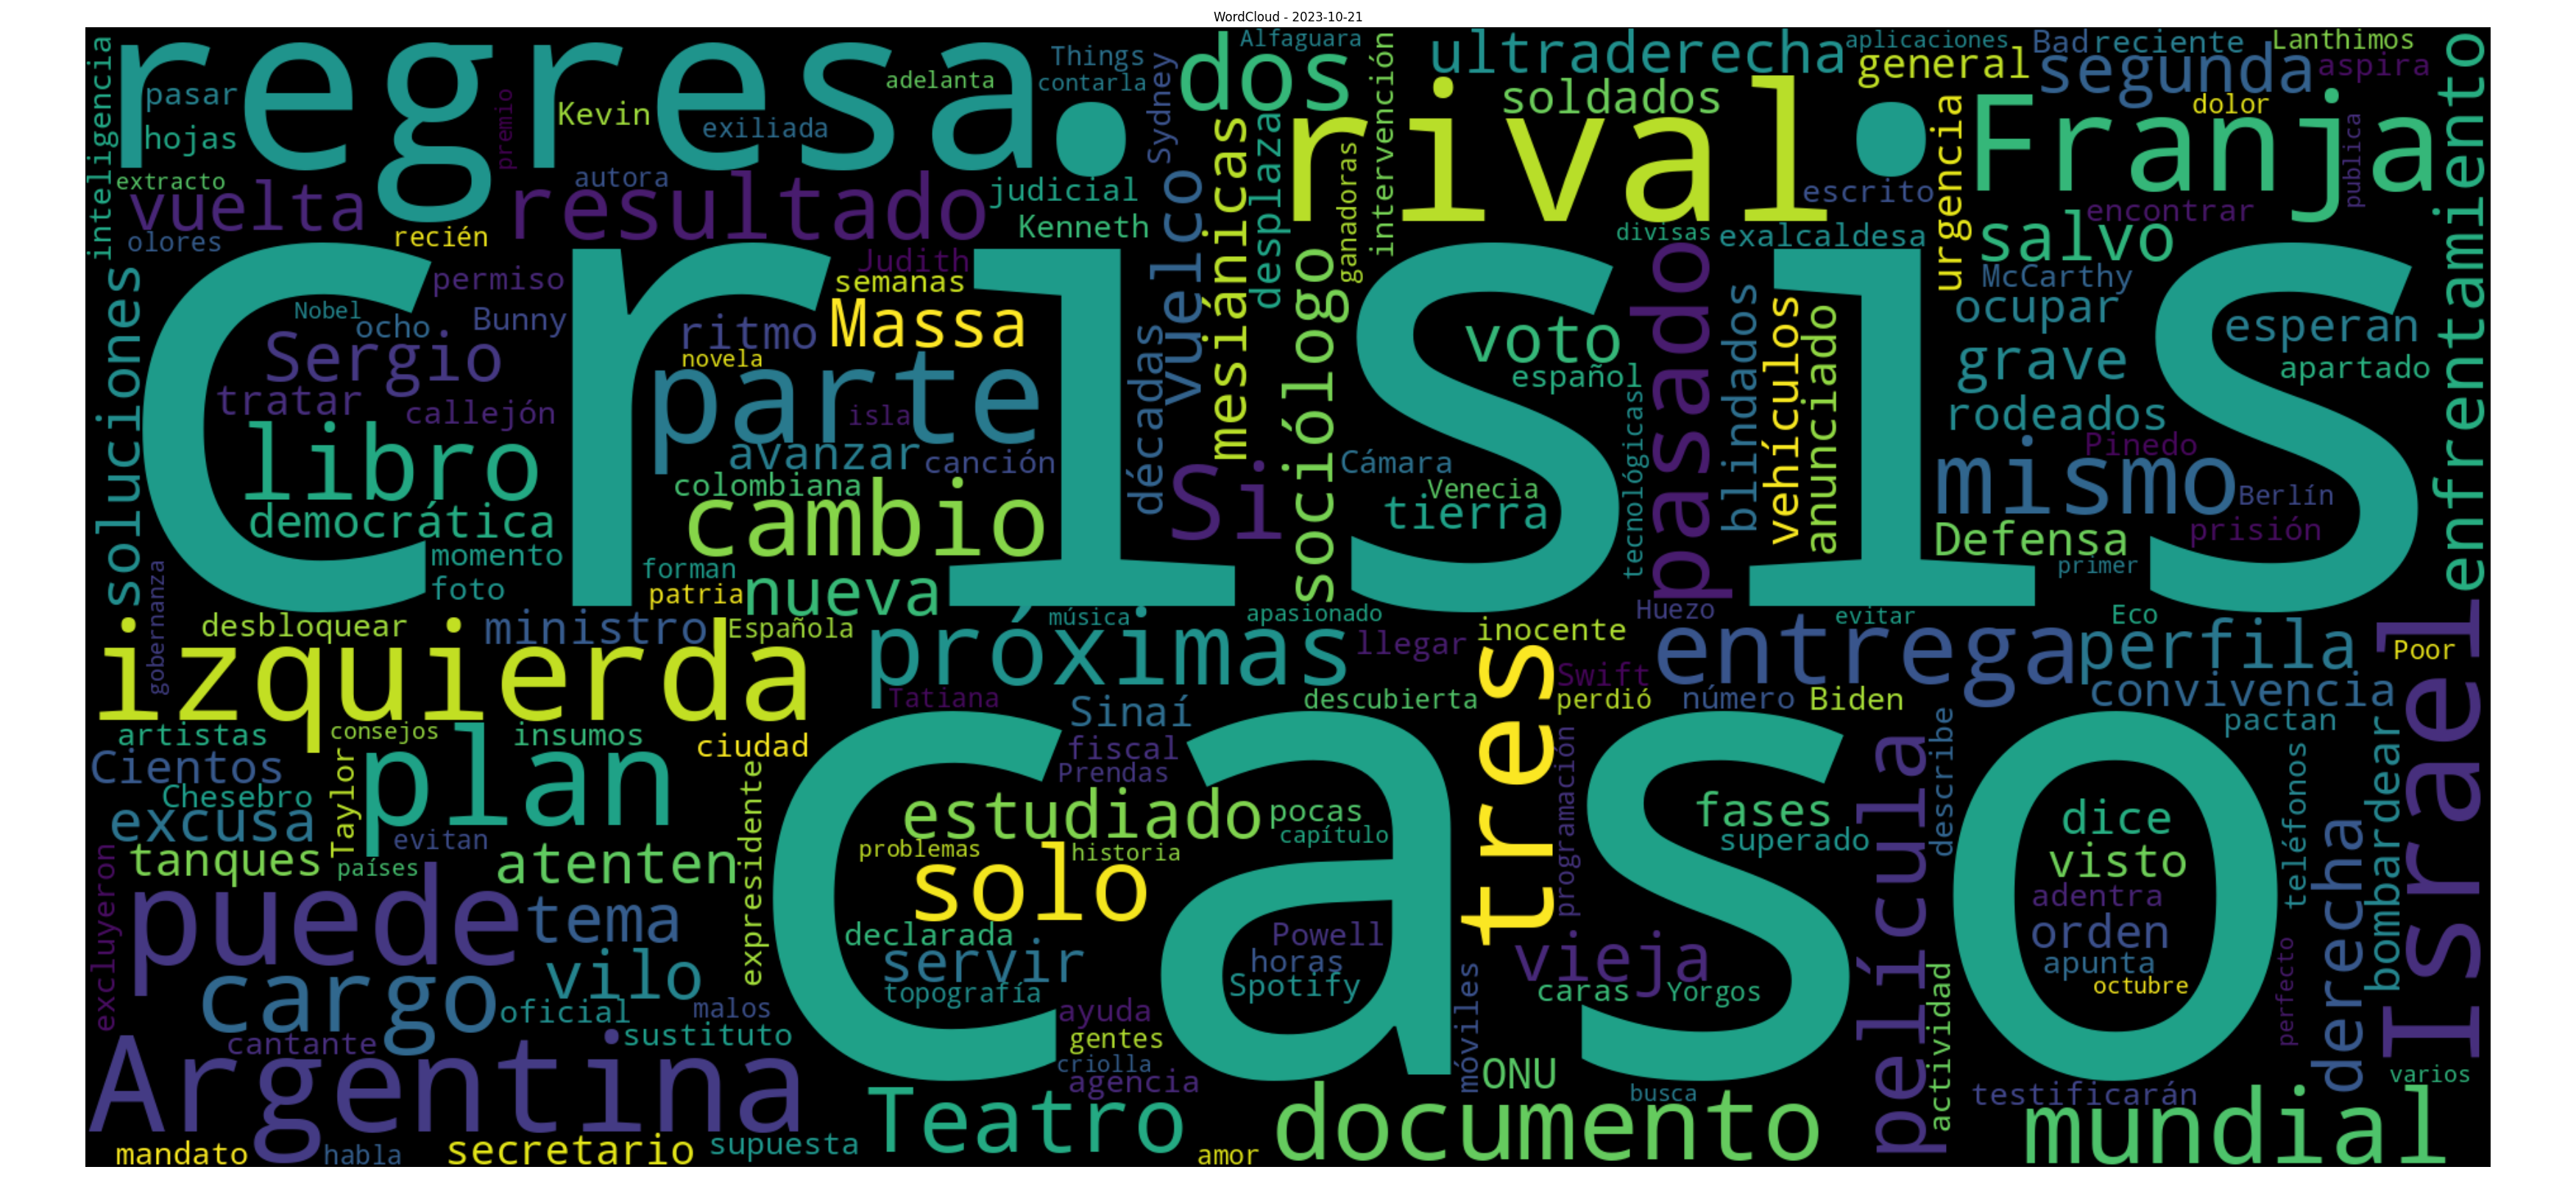 WordCloud - 2023-10-21
regresa
crisis
caso
rival
Franja
dos
ultraderecha
aplicaciones
general
Bad
reciente
Lanthimos
segunda
aspira
dolor
publica
enfrentamiento
inteligencia
pasar
hojas
extracto
vuelta
olores
recién
premio
Kevin
exiliada
adelanta
Things
contarla
Alfaguara
Sydney
autora
resultado
judicial
Kenneth
Judith
semanas
permiso
Nobel
ocho
Bunny
Sergio
tratar
callejón
ritmo
Massa
novela
parte
isla
avanzar
canción
colombiana
cambio
libro
democrática
momento
foto
forman
patria
nueva
soluciones
gobernanza
décadas
vuelco
mesiánicas
desplaza
sociólogo
ganadoras
intervención
soldados
escrito
divisas
exalcaldesa
urgencia
salvo
encontrar
McCarthy
ocupar
esperan
grave
apartado
rodeados
Pinedo
mismo
Berlín
Defensa
prisión
primer
voto
español
Cámara
Venecia
tierra
Si
tecnológicas
pasado
blindados
vehículos
anunciado
izquierda
desbloquear
ministro
Española
música
apasionado
próximas
llegar
inocente
Huezo
evitar
Eco
entrega
perfila
Poor
Israel
convivencia
pactan
Swift
perdió
número
Biden
Tatiana
Sinaí
descubierta
tres
artistas
consejos
insumos
ciudad
Cientos
Chesebro
Taylor
plan
excusa
evitan
tanques
países
atenten
expresidente
excluyeron
fiscal
Prendas
estudiado
pocas
capítulo
problemas
historia
solo
declarada
servir
topografía
Powell
horas
Spotify
programación
fases
superado
película
describe
dice
visto
adentra
orden
apunta
octubre
teléfonos
derecha
bombardear
perfecto
puede
tema
cargo
vilo
oficial
malos
sustituto
cantante
Argentina
ayuda
gentes
criolla
agencia
móviles
vieja
caras
Yorgos
actividad
ONU
busca
testificarán
varios
mundial
mandato
habla
secretario
supuesta
Teatro
amor
documento